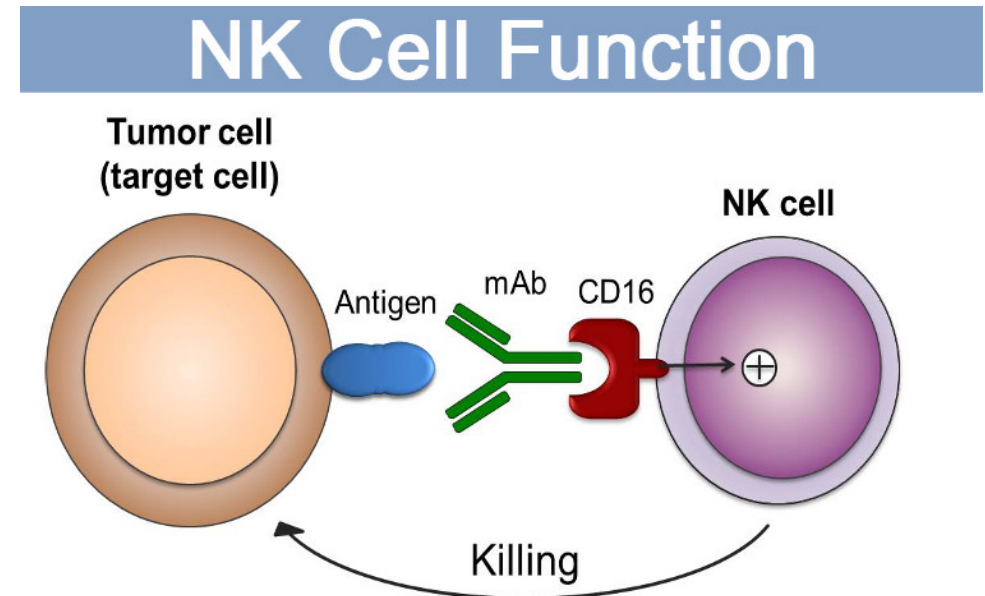 NK Cell Function
Tumor cell
(target cell)
NK cell
Antigen
mAb
CD16
Killing